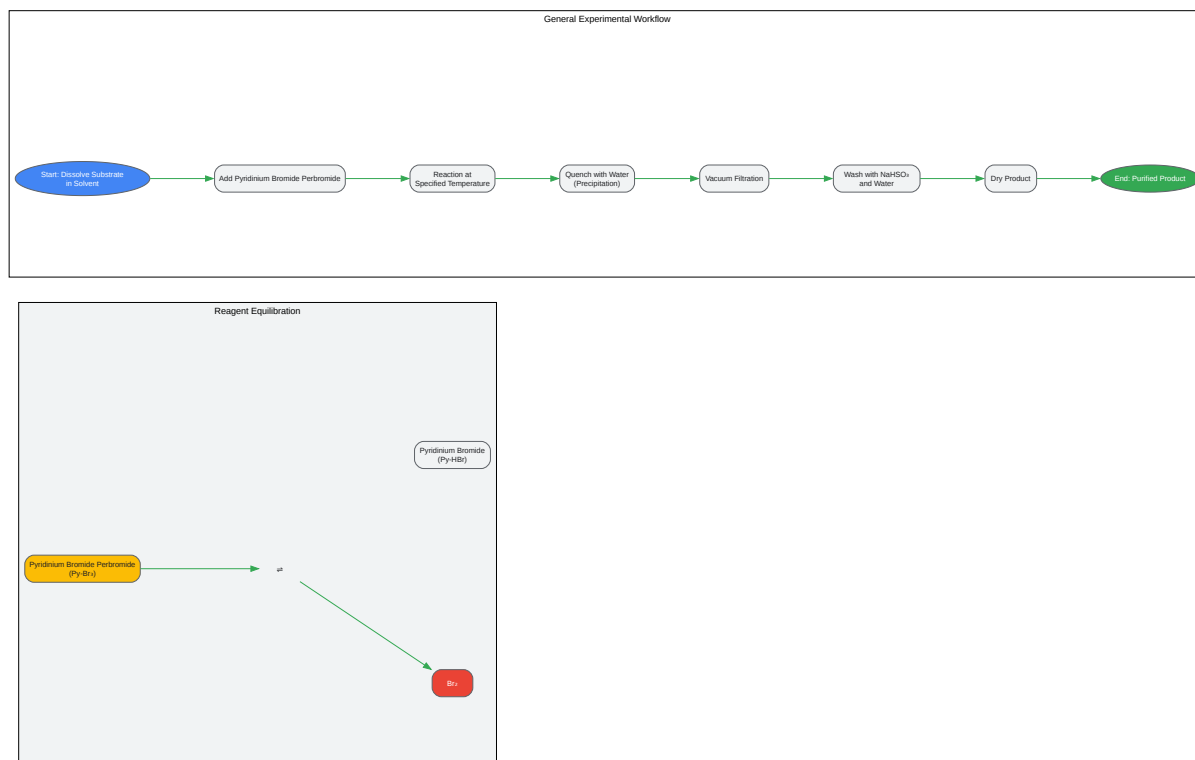 General Experimental Workflow
Start: Dissolve Substrate
in Solvent
Add Pyridinium Bromide Perbromide
Reaction at
Specified Temperature
Quench with Water
(Precipitation)
Vacuum Filtration
Wash with NaHSO₃
and Water
Dry Product
End: Purified Product
Reagent Equilibration
Pyridinium Bromide
(Py-HBr)
Pyridinium Bromide Perbromide
(Py-Br₃)
⇌
Br₂